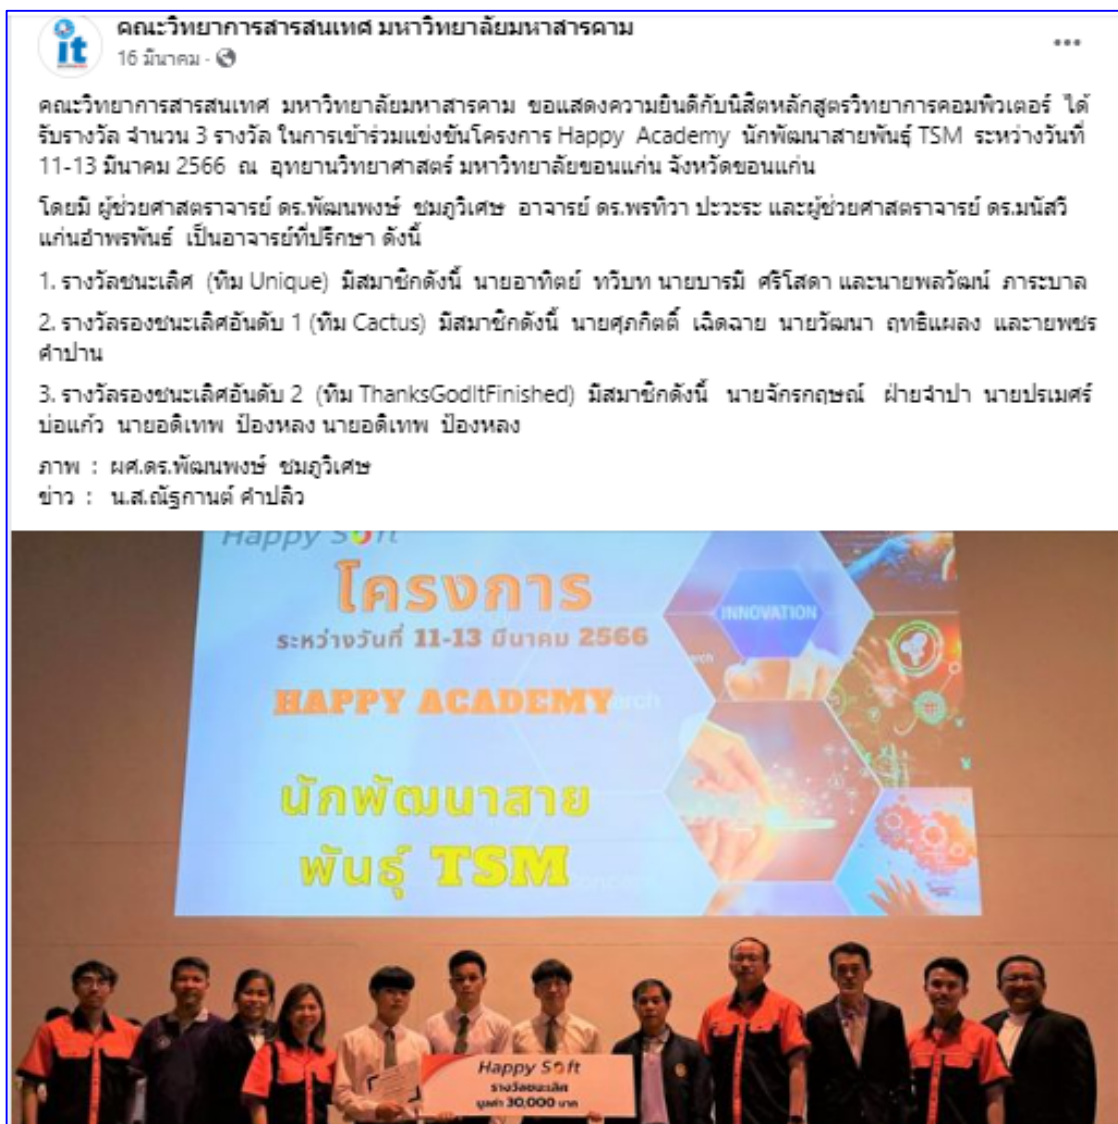 it
คณะวิทยาการสารสนเทศ มหาวิทยาลัยมหาสารคาม
16 มีนาคม ·
คณะวิทยาการสารสนเทศ มหาวิทยาลัยมหาสารคาม ขอแสดงความยินดีกับนิสิตหลักสูตรวิทยาการคอมพิวเตอร์ ได้
รับรางวัล จำนวน 3 รางวัล ในการเข้าร่วมแข่งขันโครงการ Happy Academy นักพัฒนาสายพันธุ์ TSM ระหว่างวันที่
11-13 มีนาคม 2566 ณ อุทยานวิทยาศาสตร์ มหาวิทยาลัยขอนแก่น จังหวัดขอนแก่น
โดยมี ผู้ช่วยศาสตราจารย์ ดร.พัฒนพงษ์ ชมภูวิเศษ อาจารย์ ดร.พรทิวา ปะวะระ และผู้ช่วยศาสตราจารย์ ดร.มนัสวี
แก่นอำพรพันธ์ เป็นอาจารย์ที่ปรึกษา ดังนี้
1. รางวัลชนะเลิศ (ทีม Unique) มีสมาชิกดังนี้ นายอาทิตย์ ทวีบท นายบารมี ศรีโสดา และนายพลวัฒน์ ภาระบาล
2. รางวัลรองชนะเลิศอันดับ 1 (ทีม Cactus) มีสมาชิกดังนี้ นายศุภกิตติ์ เฉิดฉาย นายวัฒนา ฤทธิแผลง และายพชร
คำปาน
3. รางวัลรองชนะเลิศอันดับ 2 (ทีม ThanksGodItFinished) มีสมาชิกดังนี้ นายจักรกฤษณ์ ฝ่ายจำปา นายปรเมศร์
บ่อแก้ว นายอดิเทพ ป้องหลง นายอดิเทพ ป้องหลง
ภาพ : ผศ.ดร.พัฒนพงษ์ ชมภูวิเศษ
ข่าว : น.ส.ณัฐกานต์ คำปลิว
Happy Soft
โครงการ
ระหว่างวันที่ 11-13 มีนาคม 2566
INNOVATION
HAPPY ACADEMY
นักพัฒนาสาย
พันธุ์ TSM
Happy Soft
รางวัลชนะเลิศ
มูลค่า 30,000 บาท